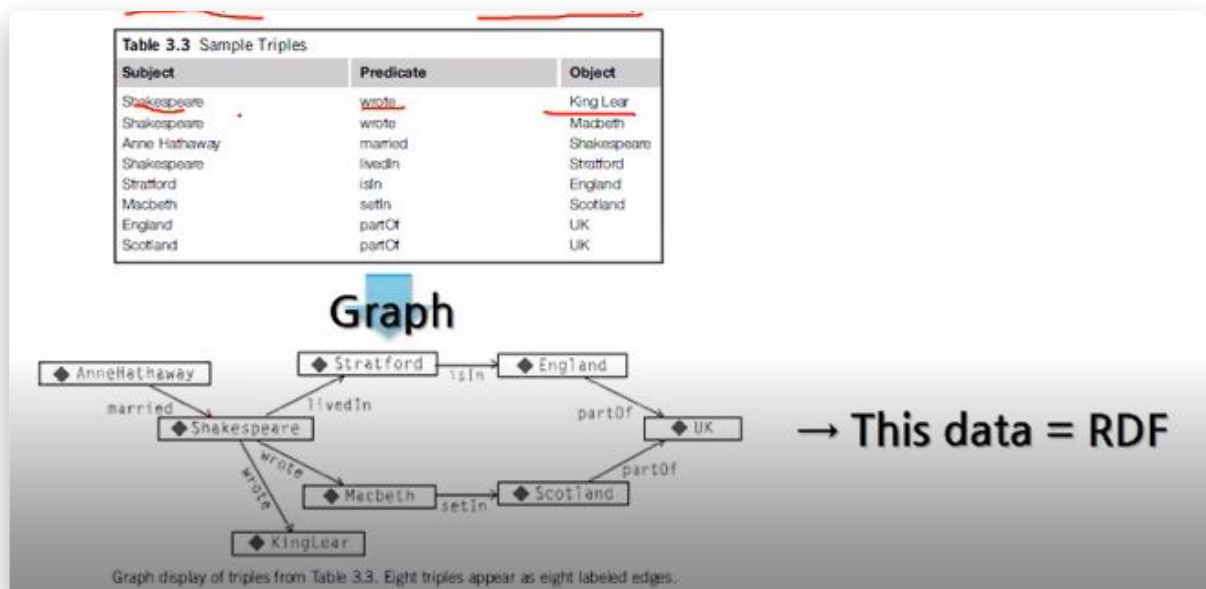 Table 3.3 Sample Triples
Subject Predicate Object
Shakespeare wrote King Lear
Shakespeare wrote Macbeth
Anne Hathaway married Shakespeare
Shakespeare livedIn Stratford
Stratford isIn England
Macbeth setIn Scotland
England partOf UK
Scotland partOf UK
Graph
AnneHathaway
Stratford
isIn
England
married
livedIn
partOf
Shakespeare
UK
→ This data = RDF
wrote
wrote
partOf
Macbeth
setIn
Scotland
KingLear
Graph display of triples from Table 3.3. Eight triples appear as eight labeled edges.